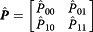 P̂ = [ P̂₀₀ P̂₀₁
P̂₁₀ P̂₁₁ ]